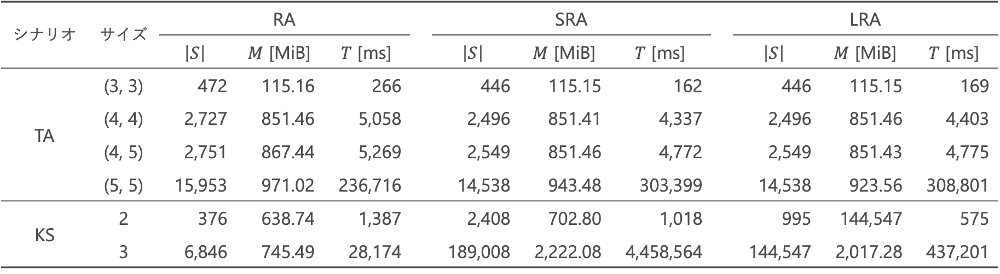 シナリオ サイズ RA SRA LRA
|S| M [MiB] T [ms] |S| M [MiB] T [ms] |S| M [MiB] T [ms]
TA (3, 3) 472 115.16 266 446 115.15 162 446 115.15 169
(4, 4) 2,727 851.46 5,058 2,496 851.41 4,337 2,496 851.46 4,403
(4, 5) 2,751 867.44 5,269 2,549 851.46 4,772 2,549 851.43 4,775
(5, 5) 15,953 971.02 236,716 14,538 943.48 303,399 14,538 923.56 308,801
KS 2 376 638.74 1,387 2,408 702.80 1,018 995 144,547 575
3 6,846 745.49 28,174 189,008 2,222.08 4,458,564 144,547 2,017.28 437,201